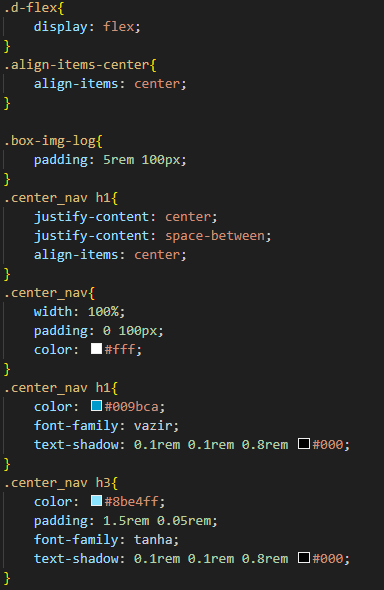 .d-flex{
    display: flex;
}
.align-items-center{
    align-items: center;
}

.box-img-log{
    padding: 5rem 100px;
}
.center_nav h1{
    justify-content: center;
    justify-content: space-between;
    align-items: center;
}
.center_nav{
    width: 100%;
    padding: 0 100px;
    color: #fff;
}
.center_nav h1{
    color: #009bca;
    font-family: vazir;
    text-shadow: 0.1rem 0.1rem 0.8rem #000;
}
.center_nav h3{
    color: #8be4ff;
    padding: 1.5rem 0.05rem;
    font-family: tanha;
    text-shadow: 0.1rem 0.1rem 0.8rem #000;
}